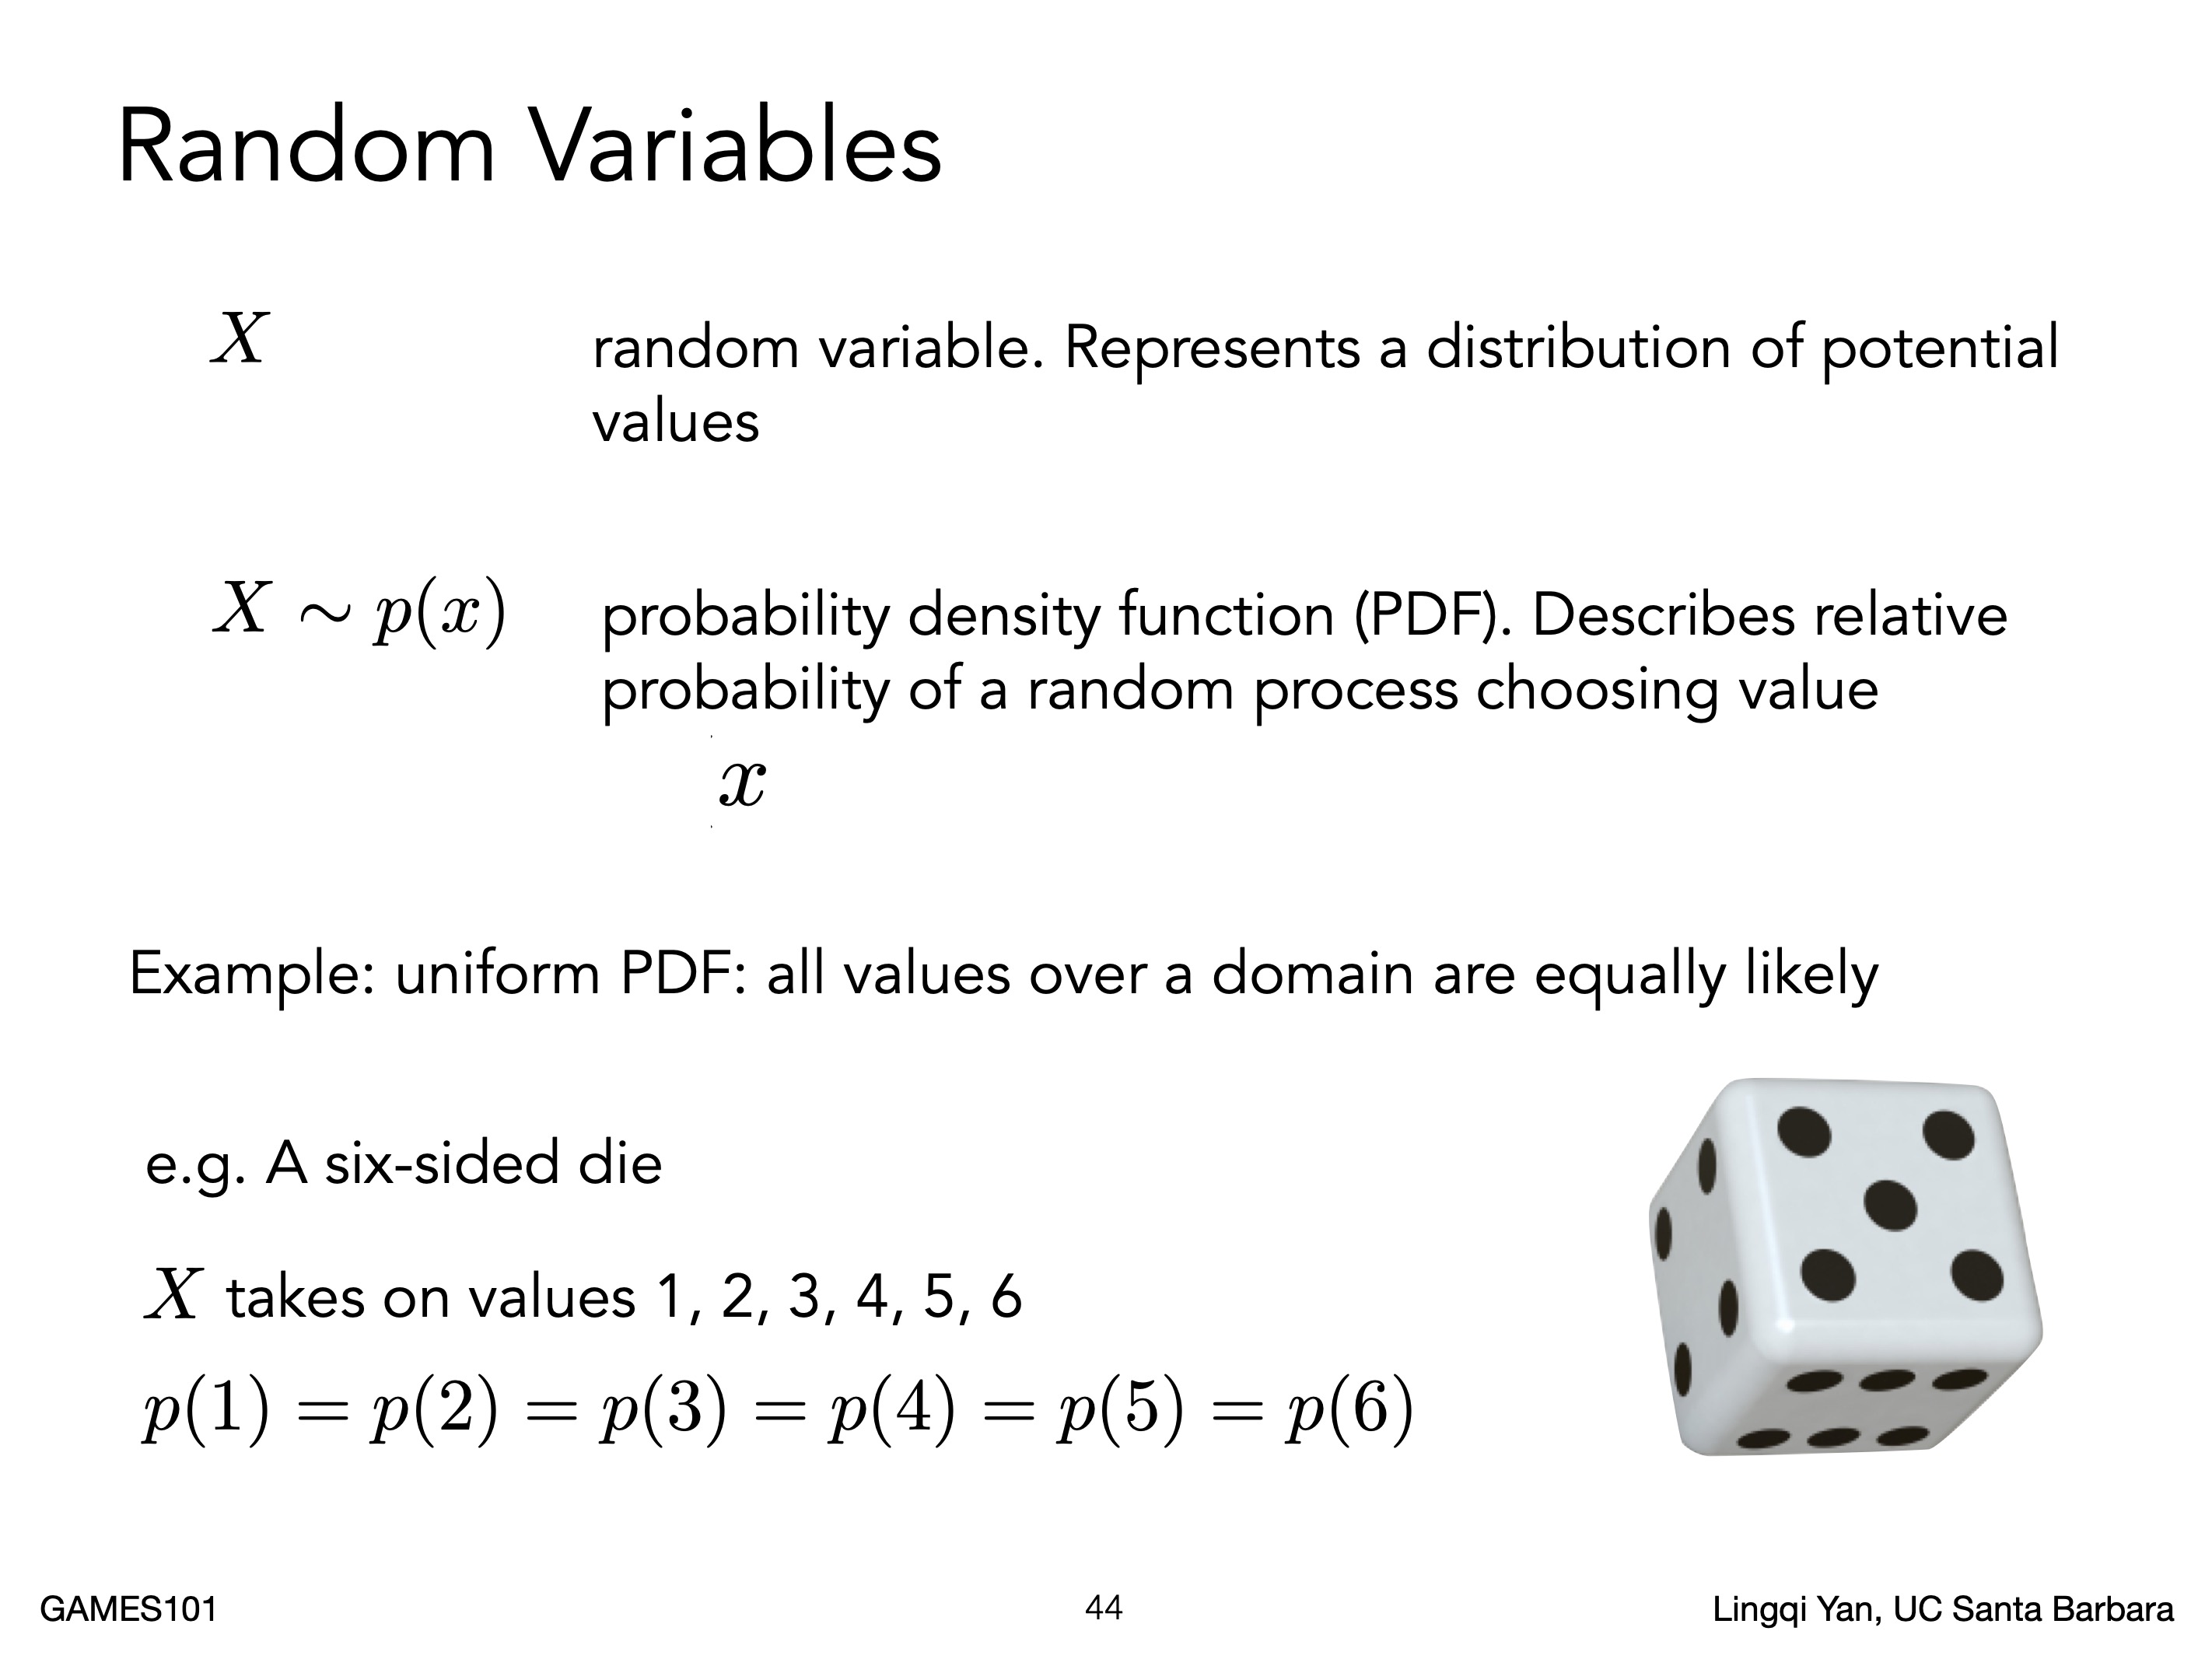 Random Variables
X random variable. Represents a distribution of potential
values
X ∼ p(x) probability density function (PDF). Describes relative
probability of a random process choosing value
x
Example: uniform PDF: all values over a domain are equally likely
e.g. A six-sided die
X takes on values 1, 2, 3, 4, 5, 6
p(1) = p(2) = p(3) = p(4) = p(5) = p(6)
GAMES101 44 Lingqi Yan, UC Santa Barbara